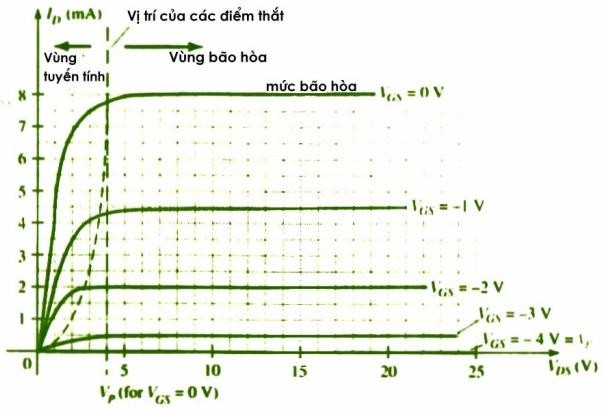 I_D (mA)
Vị trí của các điểm thắt
Vùng
tuyến tính
Vùng bão hòa
mức bão hòa
V_GS = 0 V
8
7
6
5
4
3
2
1
0
V_GS = -1 V
V_GS = -2 V
V_GS = -3 V
V_GS = -4 V = V_P
5
10
15
20
25
V_DS (V)
V_P (for V_GS = 0 V)